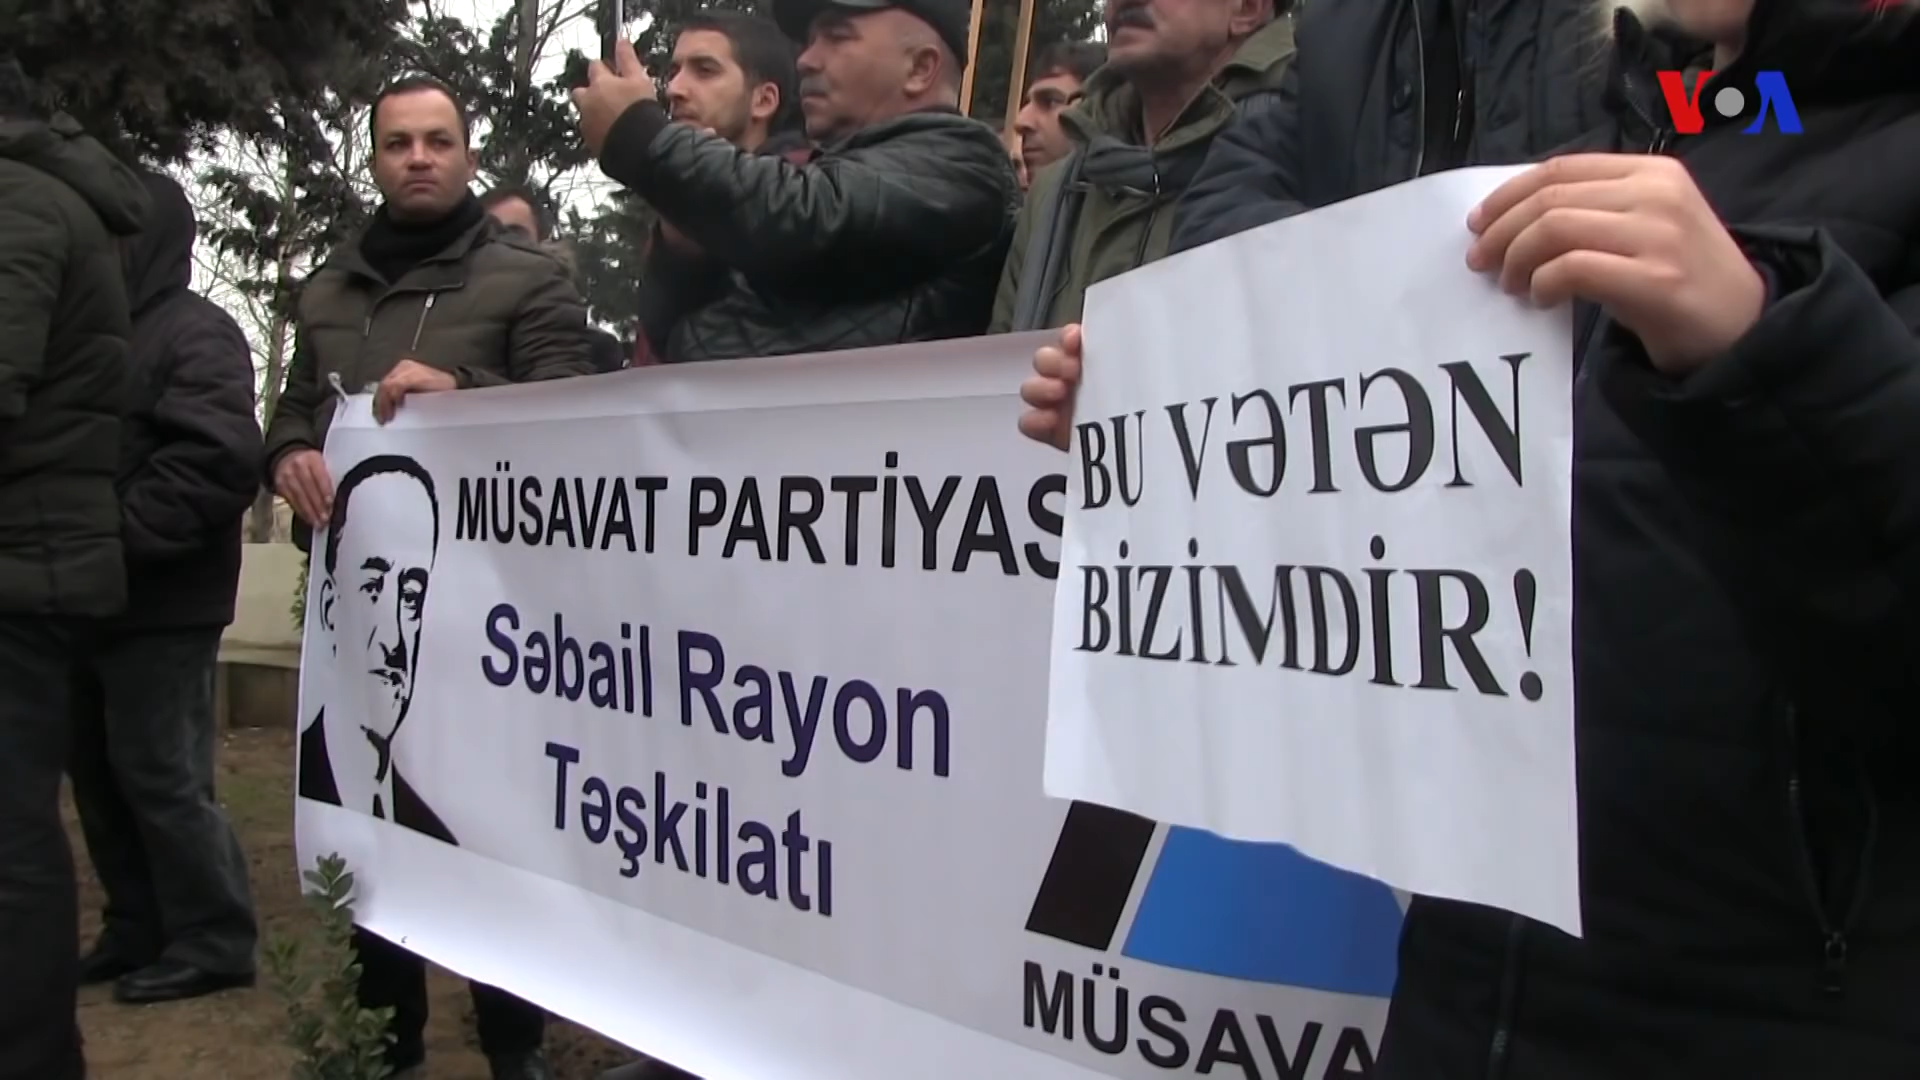 VOA
MÜSAVAT PARTİYAS
Səbail Rayon
Təşkilatı
BU VƏTƏN
BİZİMDİR!
MÜSAVA